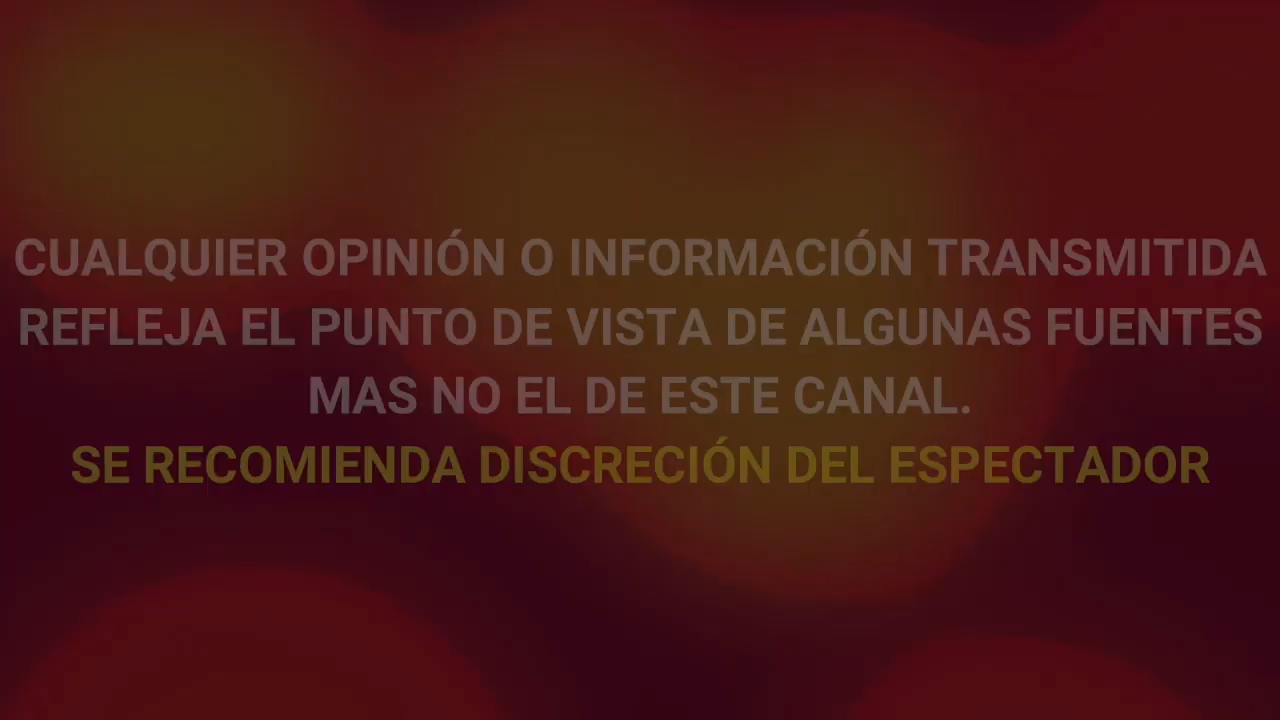 CUALQUIER OPINIÓN O INFORMACIÓN TRANSMITIDA
REFLEJA EL PUNTO DE VISTA DE ALGUNAS FUENTES
MAS NO EL DE ESTE CANAL.
SE RECOMIENDA DISCRECIÓN DEL ESPECTADOR